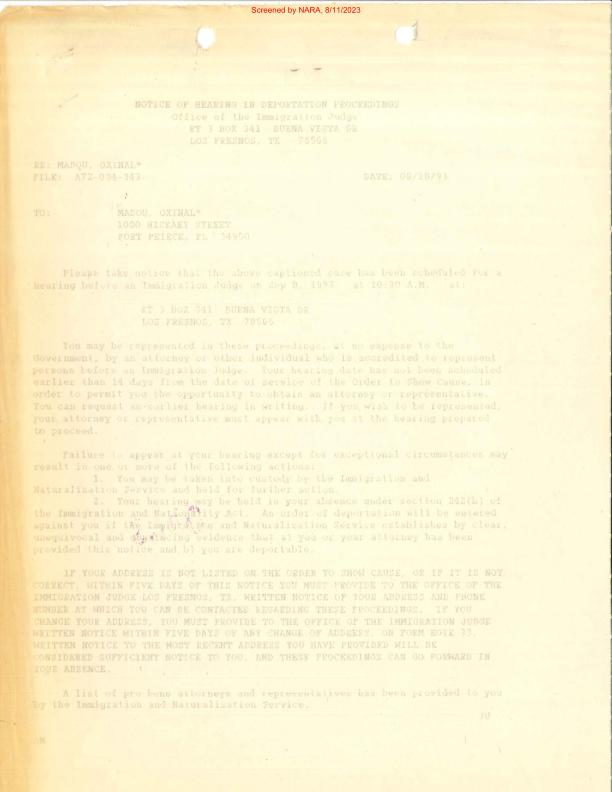 Screened by NARA, 8/11/2023
NOTICE OF HEARING IN DEPORTATION PROCEEDINGS
Office of the Immigration Judge
RT 3 BOX 341 BUENA VISTA DR
LOS FRESNOS, TX 78566
RE: MADOU, OXINAL*
FILE: A72-034-343
DATE: 08/18/93
TO:
MADOU, OXINAL*
1000 HICKERY STREET
FORT PEIECE, FL 34950
Please take notice that the above captioned case has been scheduled for a
hearing before an Immigration Judge on Sep 8, 1993 at 10:30 A.M. at:
RT 3 BOX 341 BUENA VISTA DR
LOS FRESNOS, TX 78566
You may be represented in these proceedings, at no expense to the
Government, by an attorney or other individual who is accredited to represent
persons before an Immigration Judge. Your hearing date has not been scheduled
earlier than 14 days from the date of service of the Order to Show Cause, in
order to permit you the opportunity to obtain an attorney or representative.
You can request an earlier hearing in writing. If you wish to be represented,
your attorney or representative must appear with you at the hearing prepared
to proceed.
Failure to appear at your hearing except for exceptional circumstances may
result in one or more of the following actions:
1. You may be taken into custody by the Immigration and
Naturalization Service and held for further action.
2. Your hearing may be held in your absence under section 242(b) of
the Immigration and Nationality Act. An order of deportation will be entered
against you if the Immigration and Naturalization Service establishes by clear,
unequivocal and convincing evidence that a) you or your attorney has been
provided this notice and b) you are deportable.
IF YOUR ADDRESS IS NOT LISTED ON THE ORDER TO SHOW CAUSE, OR IF IT IS NOT
CORRECT, WITHIN FIVE DAYS OF THIS NOTICE YOU MUST PROVIDE TO THE OFFICE OF THE
IMMIGRATION JUDGE LOS FRESNOS, TX, WRITTEN NOTICE OF YOUR ADDRESS AND PHONE
NUMBER AT WHICH YOU CAN BE CONTACTED REGARDING THESE PROCEEDINGS. IF YOU
CHANGE YOUR ADDRESS, YOU MUST PROVIDE TO THE OFFICE OF THE IMMIGRATION JUDGE
WRITTEN NOTICE WITHIN FIVE DAYS OF ANY CHANGE OF ADDRESS, ON FORM EOIR 33.
WRITTEN NOTICE TO THE MOST RECENT ADDRESS YOU HAVE PROVIDED WILL BE
CONSIDERED SUFFICIENT NOTICE TO YOU, AND THESE PROCEEDINGS CAN GO FORWARD IN
YOUR ABSENCE.
A list of pro bono attorneys and representatives has been provided to you
by the Immigration and Naturalization Service.